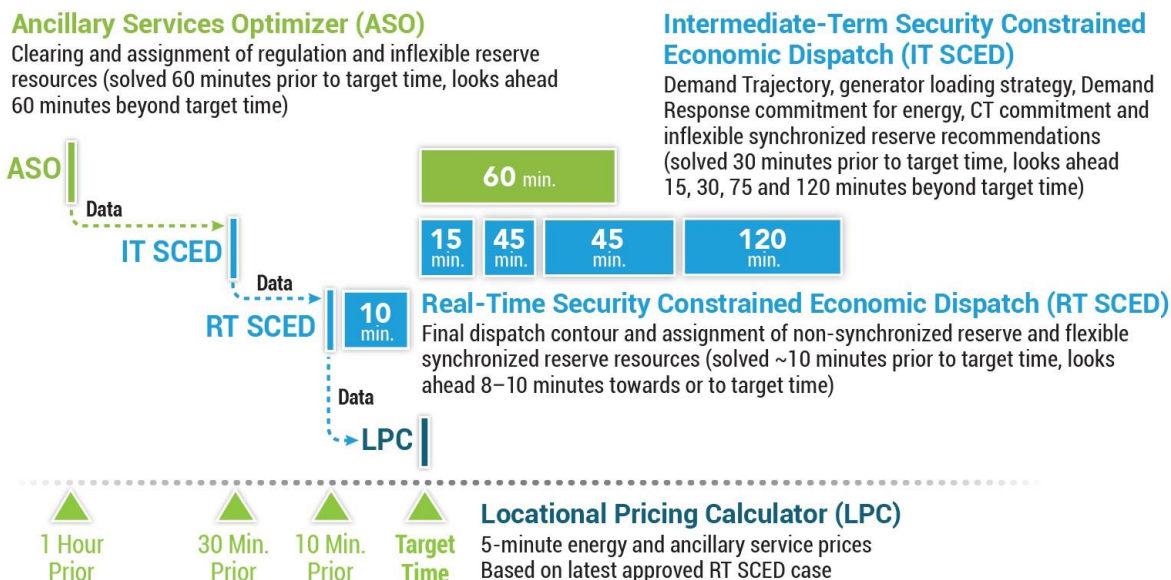 Ancillary Services Optimizer (ASO)
Clearing and assignment of regulation and inflexible reserve
resources (solved 60 minutes prior to target time, looks ahead
60 minutes beyond target time)
Intermediate-Term Security Constrained
Economic Dispatch (IT SCED)
Demand Trajectory, generator loading strategy, Demand
Response commitment for energy, CT commitment and
inflexible synchronized reserve recommendations
(solved 30 minutes prior to target time, looks ahead
15, 30, 75 and 120 minutes beyond target time)
ASO
60 min.
Data
IT SCED
15 min.
45 min.
45 min.
120 min.
Data
RT SCED
10 min.
Real-Time Security Constrained Economic Dispatch (RT SCED)
Final dispatch contour and assignment of non-synchronized reserve and flexible
synchronized reserve resources (solved ~10 minutes prior to target time, looks
ahead 8–10 minutes towards or to target time)
Data
LPC
1 Hour
Prior
30 Min.
Prior
10 Min.
Prior
Target
Time
Locational Pricing Calculator (LPC)
5-minute energy and ancillary service prices
Based on latest approved RT SCED case